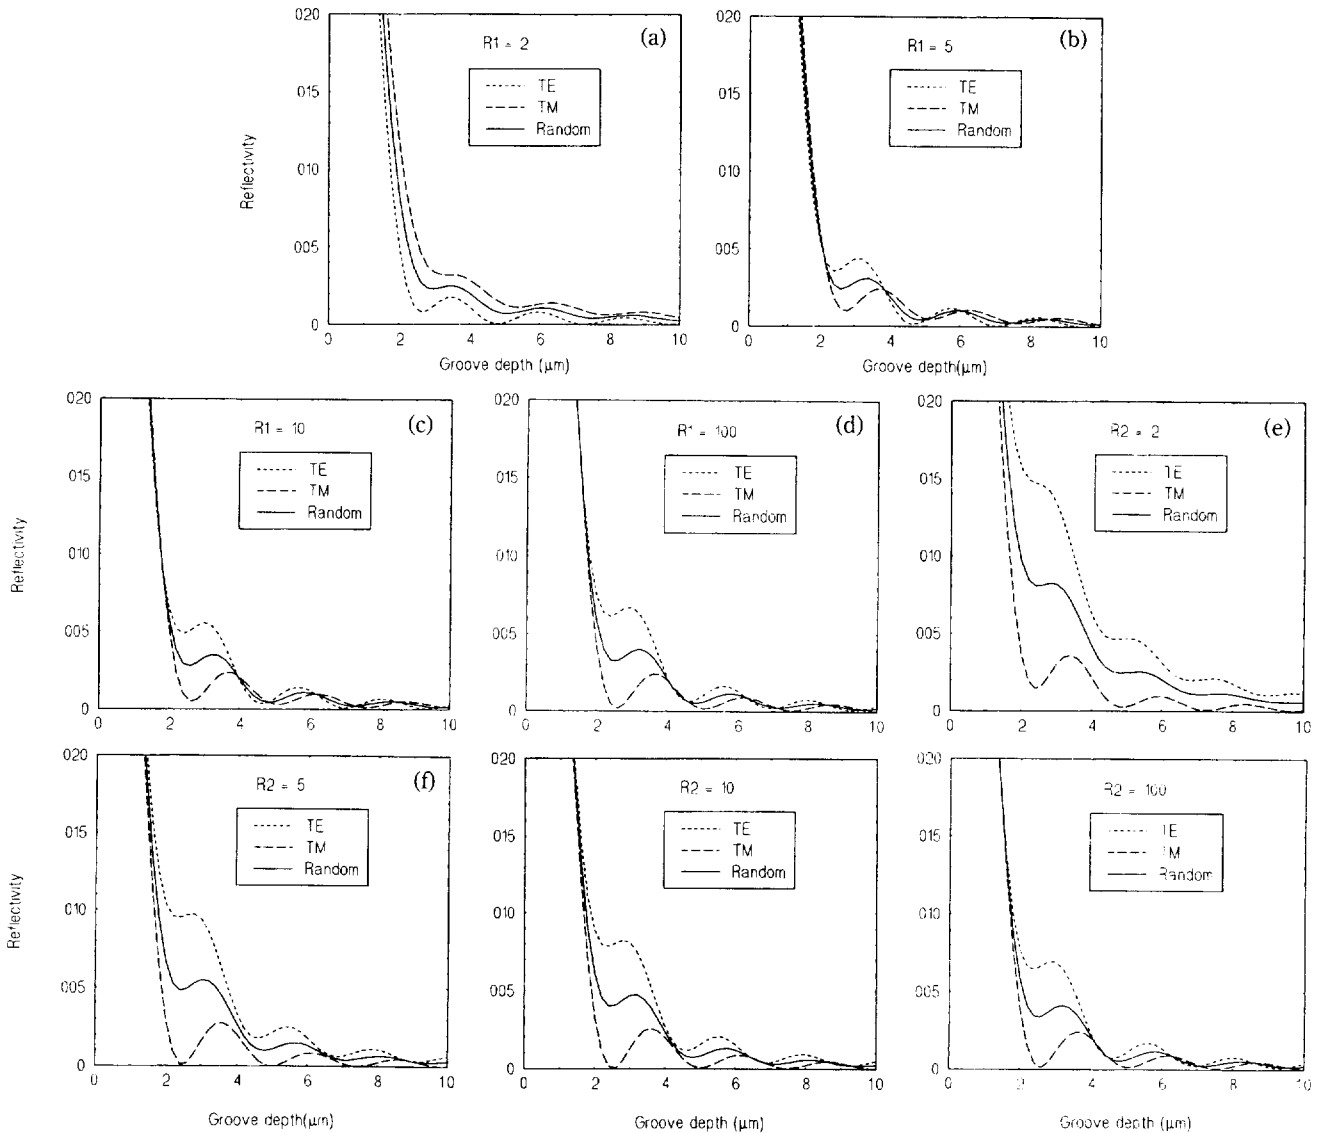 (a)
R1 = 2
TE
TM
Random
020
015
010
005
0
0 2 4 6 8 10
Reflectivity
Groove depth (μm)
(b)
R1 = 5
TE
TM
Random
020
015
010
005
0
0 2 4 6 8 10
Groove depth(μm)
(c)
R1 = 10
TE
TM
Random
020
015
010
005
0
0 2 4 6 8 10
Reflectivity
(d)
R1 = 100
TE
TM
Random
020
015
010
005
0
0 2 4 6 8 10
(e)
R2 = 2
TE
TM
Random
020
015
010
005
0
0 2 4 6 8 10
(f)
R2 = 5
TE
TM
Random
020
015
010
005
0
0 2 4 6 8 10
Reflectivity
Groove depth(μm)
R2 = 10
TE
TM
Random
020
015
010
005
0
0 2 4 6 8 10
Groove depth (μm)
R2 = 100
TE
TM
Random
020
015
010
005
0
0 2 4 6 8 10
Groove depth (μm)